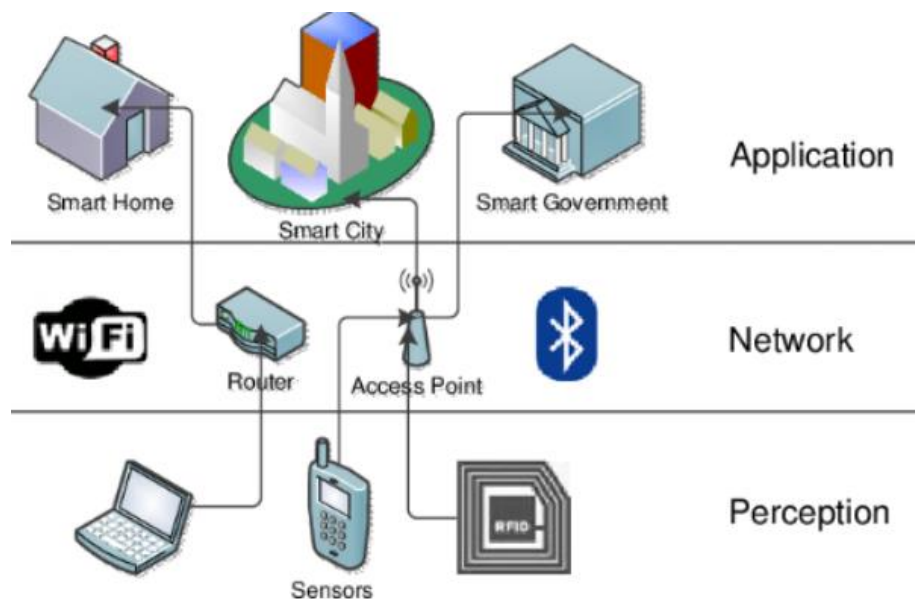 Smart Home
Smart City
Smart Government
Application
WiFi
Router
Access Point
Network
RFID
Sensors
Perception